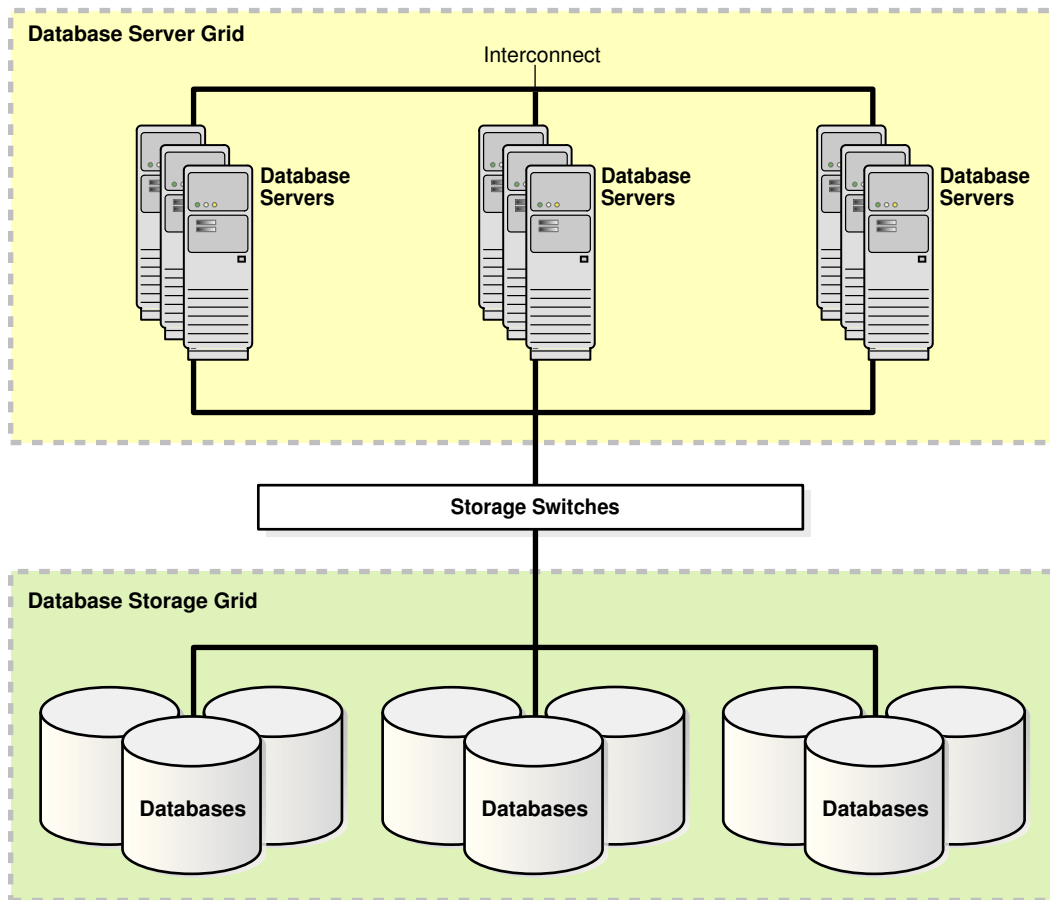 Database Server Grid
Interconnect
Database
Servers
Database
Servers
Database
Servers
Storage Switches
Database Storage Grid
Databases
Databases
Databases